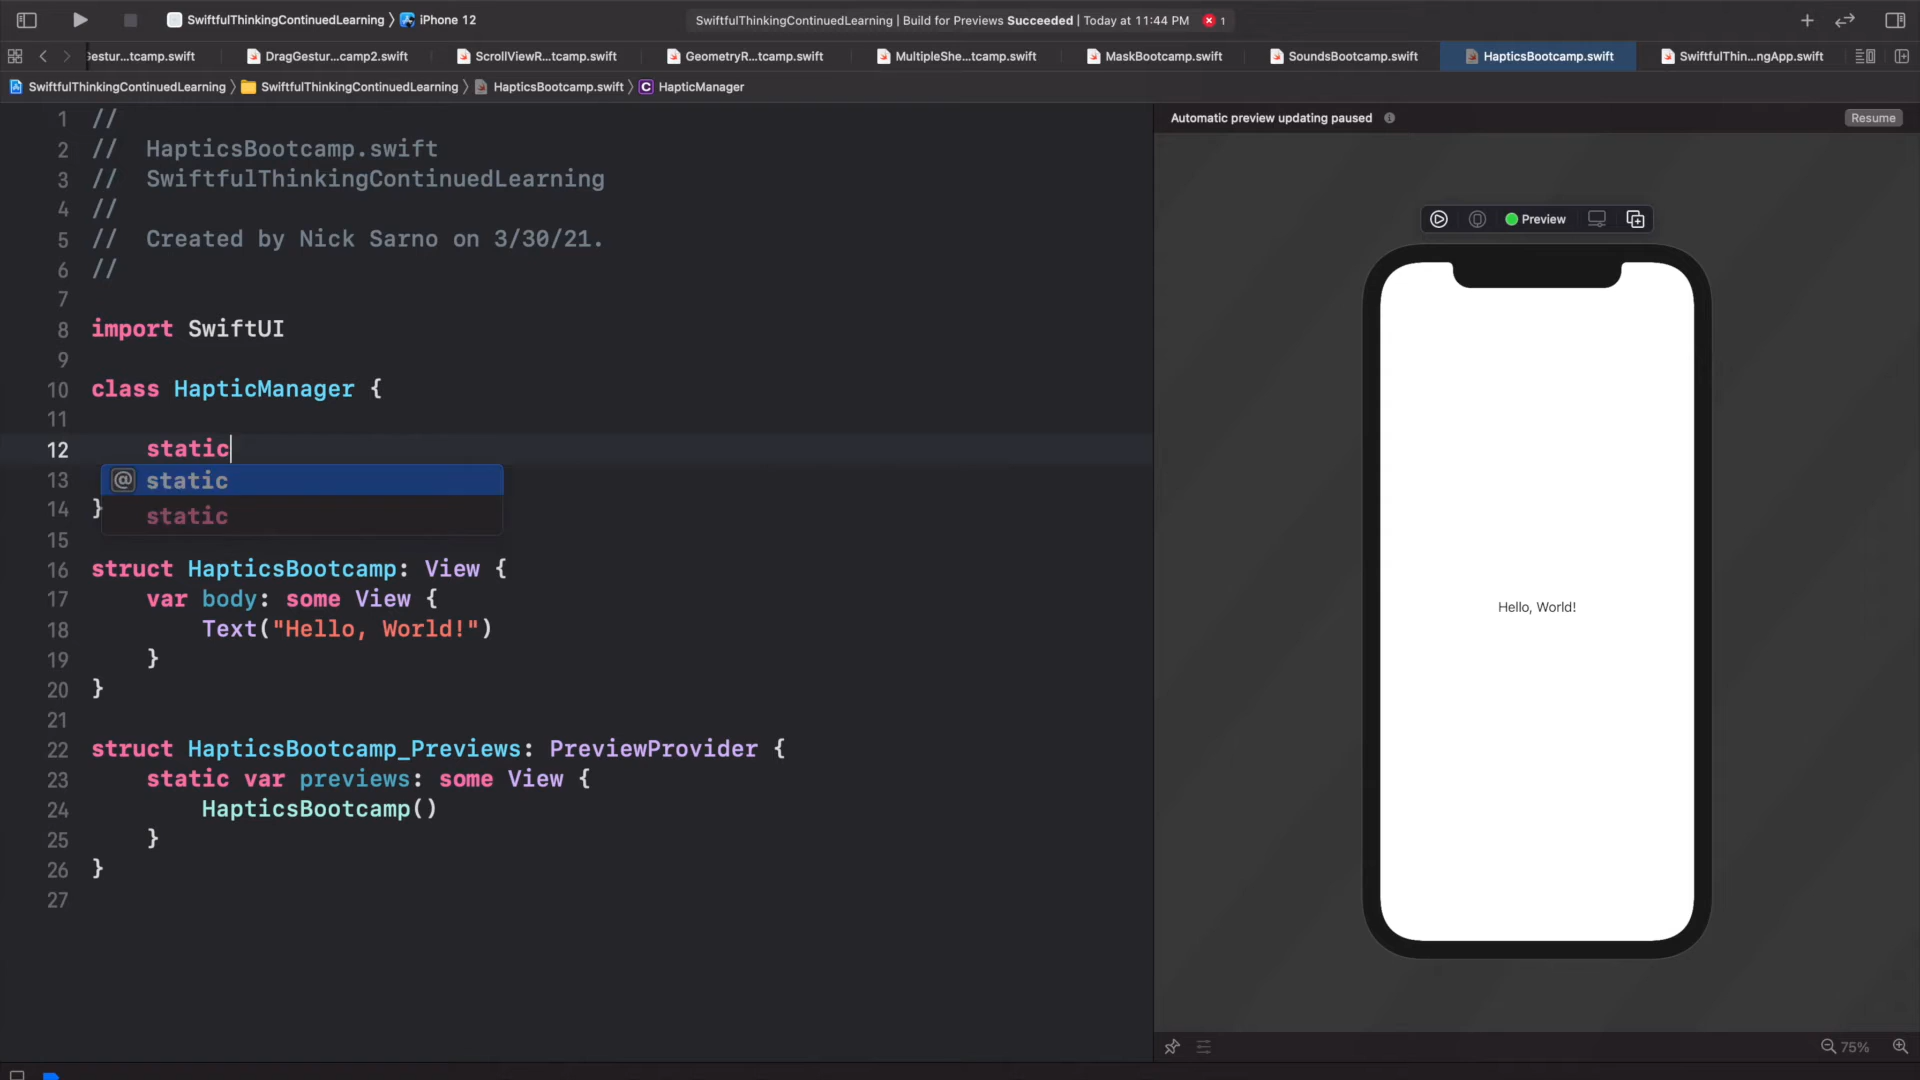 SwiftfulThinkingContinuedLearning 〉 iPhone 12
SwiftfulThinkingContinuedLearning | Build for Previews Succeeded | Today at 11:44 PM 1
Gestur...tcamp.swift DragGestur...camp2.swift ScrollViewR...tcamp.swift GeometryR...tcamp.swift MultipleShe...tcamp.swift MaskBootcamp.swift SoundsBootcamp.swift HapticsBootcamp.swift SwiftfulThin...ngApp.swift
SwiftfulThinkingContinuedLearning 〉 SwiftfulThinkingContinuedLearning 〉 HapticsBootcamp.swift 〉 C HapticManager
1 //
2 // HapticsBootcamp.swift
3 // SwiftfulThinkingContinuedLearning
4 //
5 // Created by Nick Sarno on 3/30/21.
6 //
7
8 import SwiftUI
9
10 class HapticManager {
11
12 static
13 @ static
14 } static
15
16 struct HapticsBootcamp: View {
17 var body: some View {
18 Text("Hello, World!")
19 }
20 }
21
22 struct HapticsBootcamp_Previews: PreviewProvider {
23 static var previews: some View {
24 HapticsBootcamp()
25 }
26 }
27
Automatic preview updating paused Resume
Preview
Hello, World!
75%